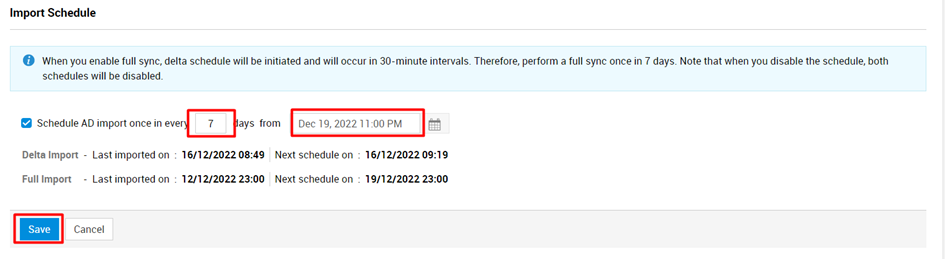 Import Schedule
When you enable full sync, delta schedule will be initiated and will occur in 30-minute intervals. Therefore, perform a full sync once in 7 days. Note that when you disable the schedule, both
schedules will be disabled.
Schedule AD import once in every 7 days from Dec 19, 2022 11:00 PM
Delta Import - Last imported on : 16/12/2022 08:49 Next schedule on : 16/12/2022 09:19
Full Import - Last imported on : 12/12/2022 23:00 Next schedule on : 19/12/2022 23:00
Save Cancel